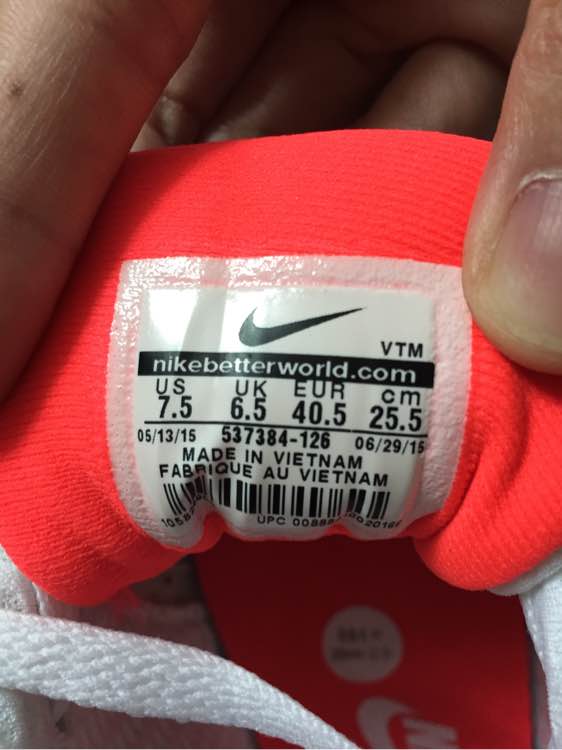 VTM
nikebetterworld.com
US UK EUR cm
7.5 6.5 40.5 25.5
05/13/15 537384-126 06/29/15
MADE IN VIETNAM
FABRIQUE AU VIETNAM
UPC